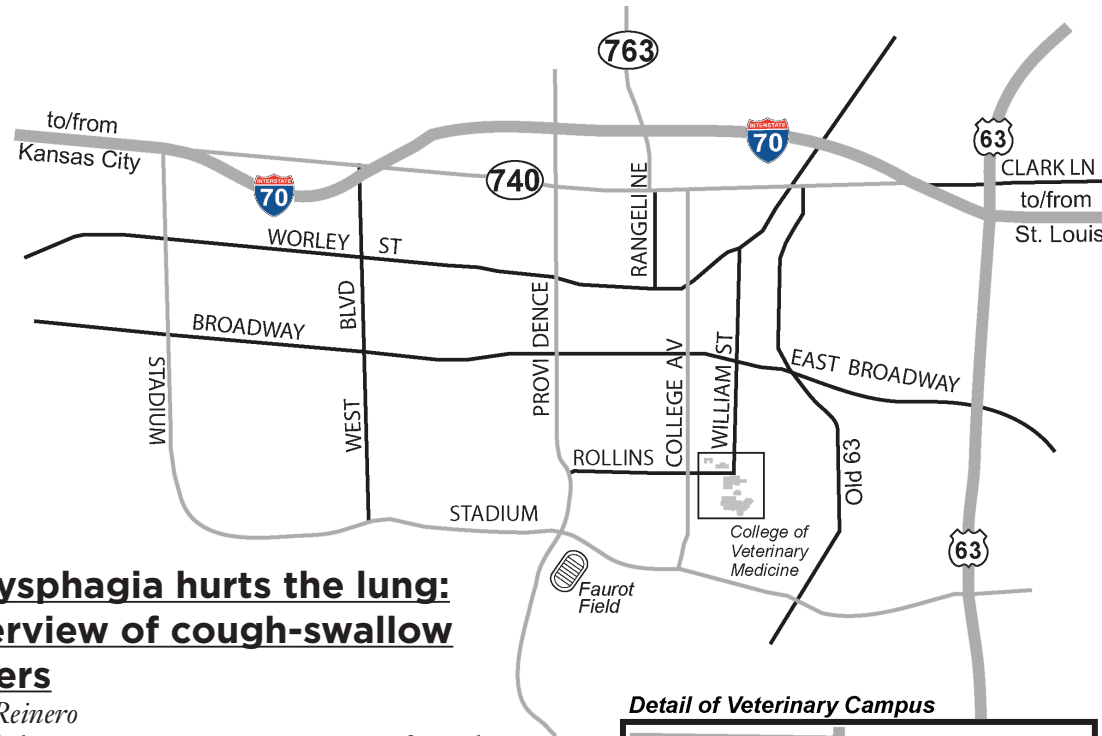 763
to/from
Kansas City
INTERSTATE
70
INTERSTATE
70
740
63
CLARK LN
to/from
St. Louis
RANGELINE
WORLEY ST
BLVD
WEST
BROADWAY
STADIUM
PROVIDENCE
COLLEGE AV
WILLIAM ST
EAST BROADWAY
ROLLINS
Old 63
STADIUM
College of
Veterinary
Medicine
63
Faurot
Field
ysphagia hurts the lung:
erview of cough-swallow
ers
Reinero
Detail of Veterinary Campus